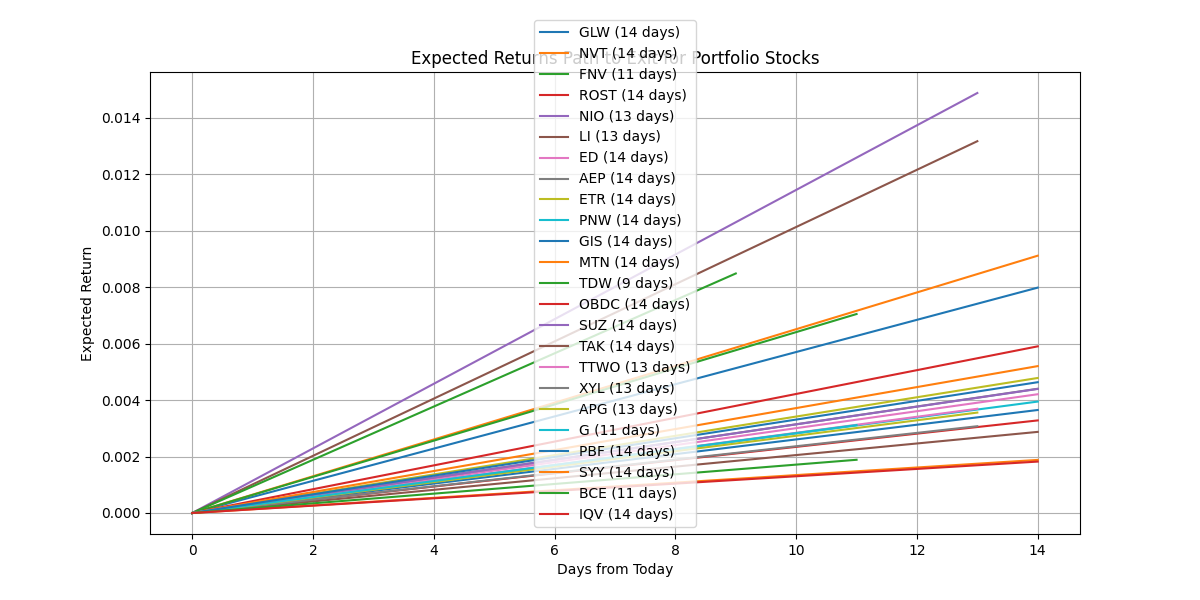 Expected Returns Path to Exit for Portfolio Stocks
GLW (14 days)
NVT (14 days)
FNV (11 days)
ROST (14 days)
NIO (13 days)
LI (13 days)
ED (14 days)
AEP (14 days)
ETR (14 days)
PNW (14 days)
GIS (14 days)
MTN (14 days)
TDW (9 days)
OBDC (14 days)
SUZ (14 days)
TAK (14 days)
TTWO (13 days)
XYL (13 days)
APG (13 days)
G (11 days)
PBF (14 days)
SYY (14 days)
BCE (11 days)
IQV (14 days)
Expected Return
0.014
0.012
0.010
0.008
0.006
0.004
0.002
0.000
0 2 4 6 8 10 12 14
Days from Today